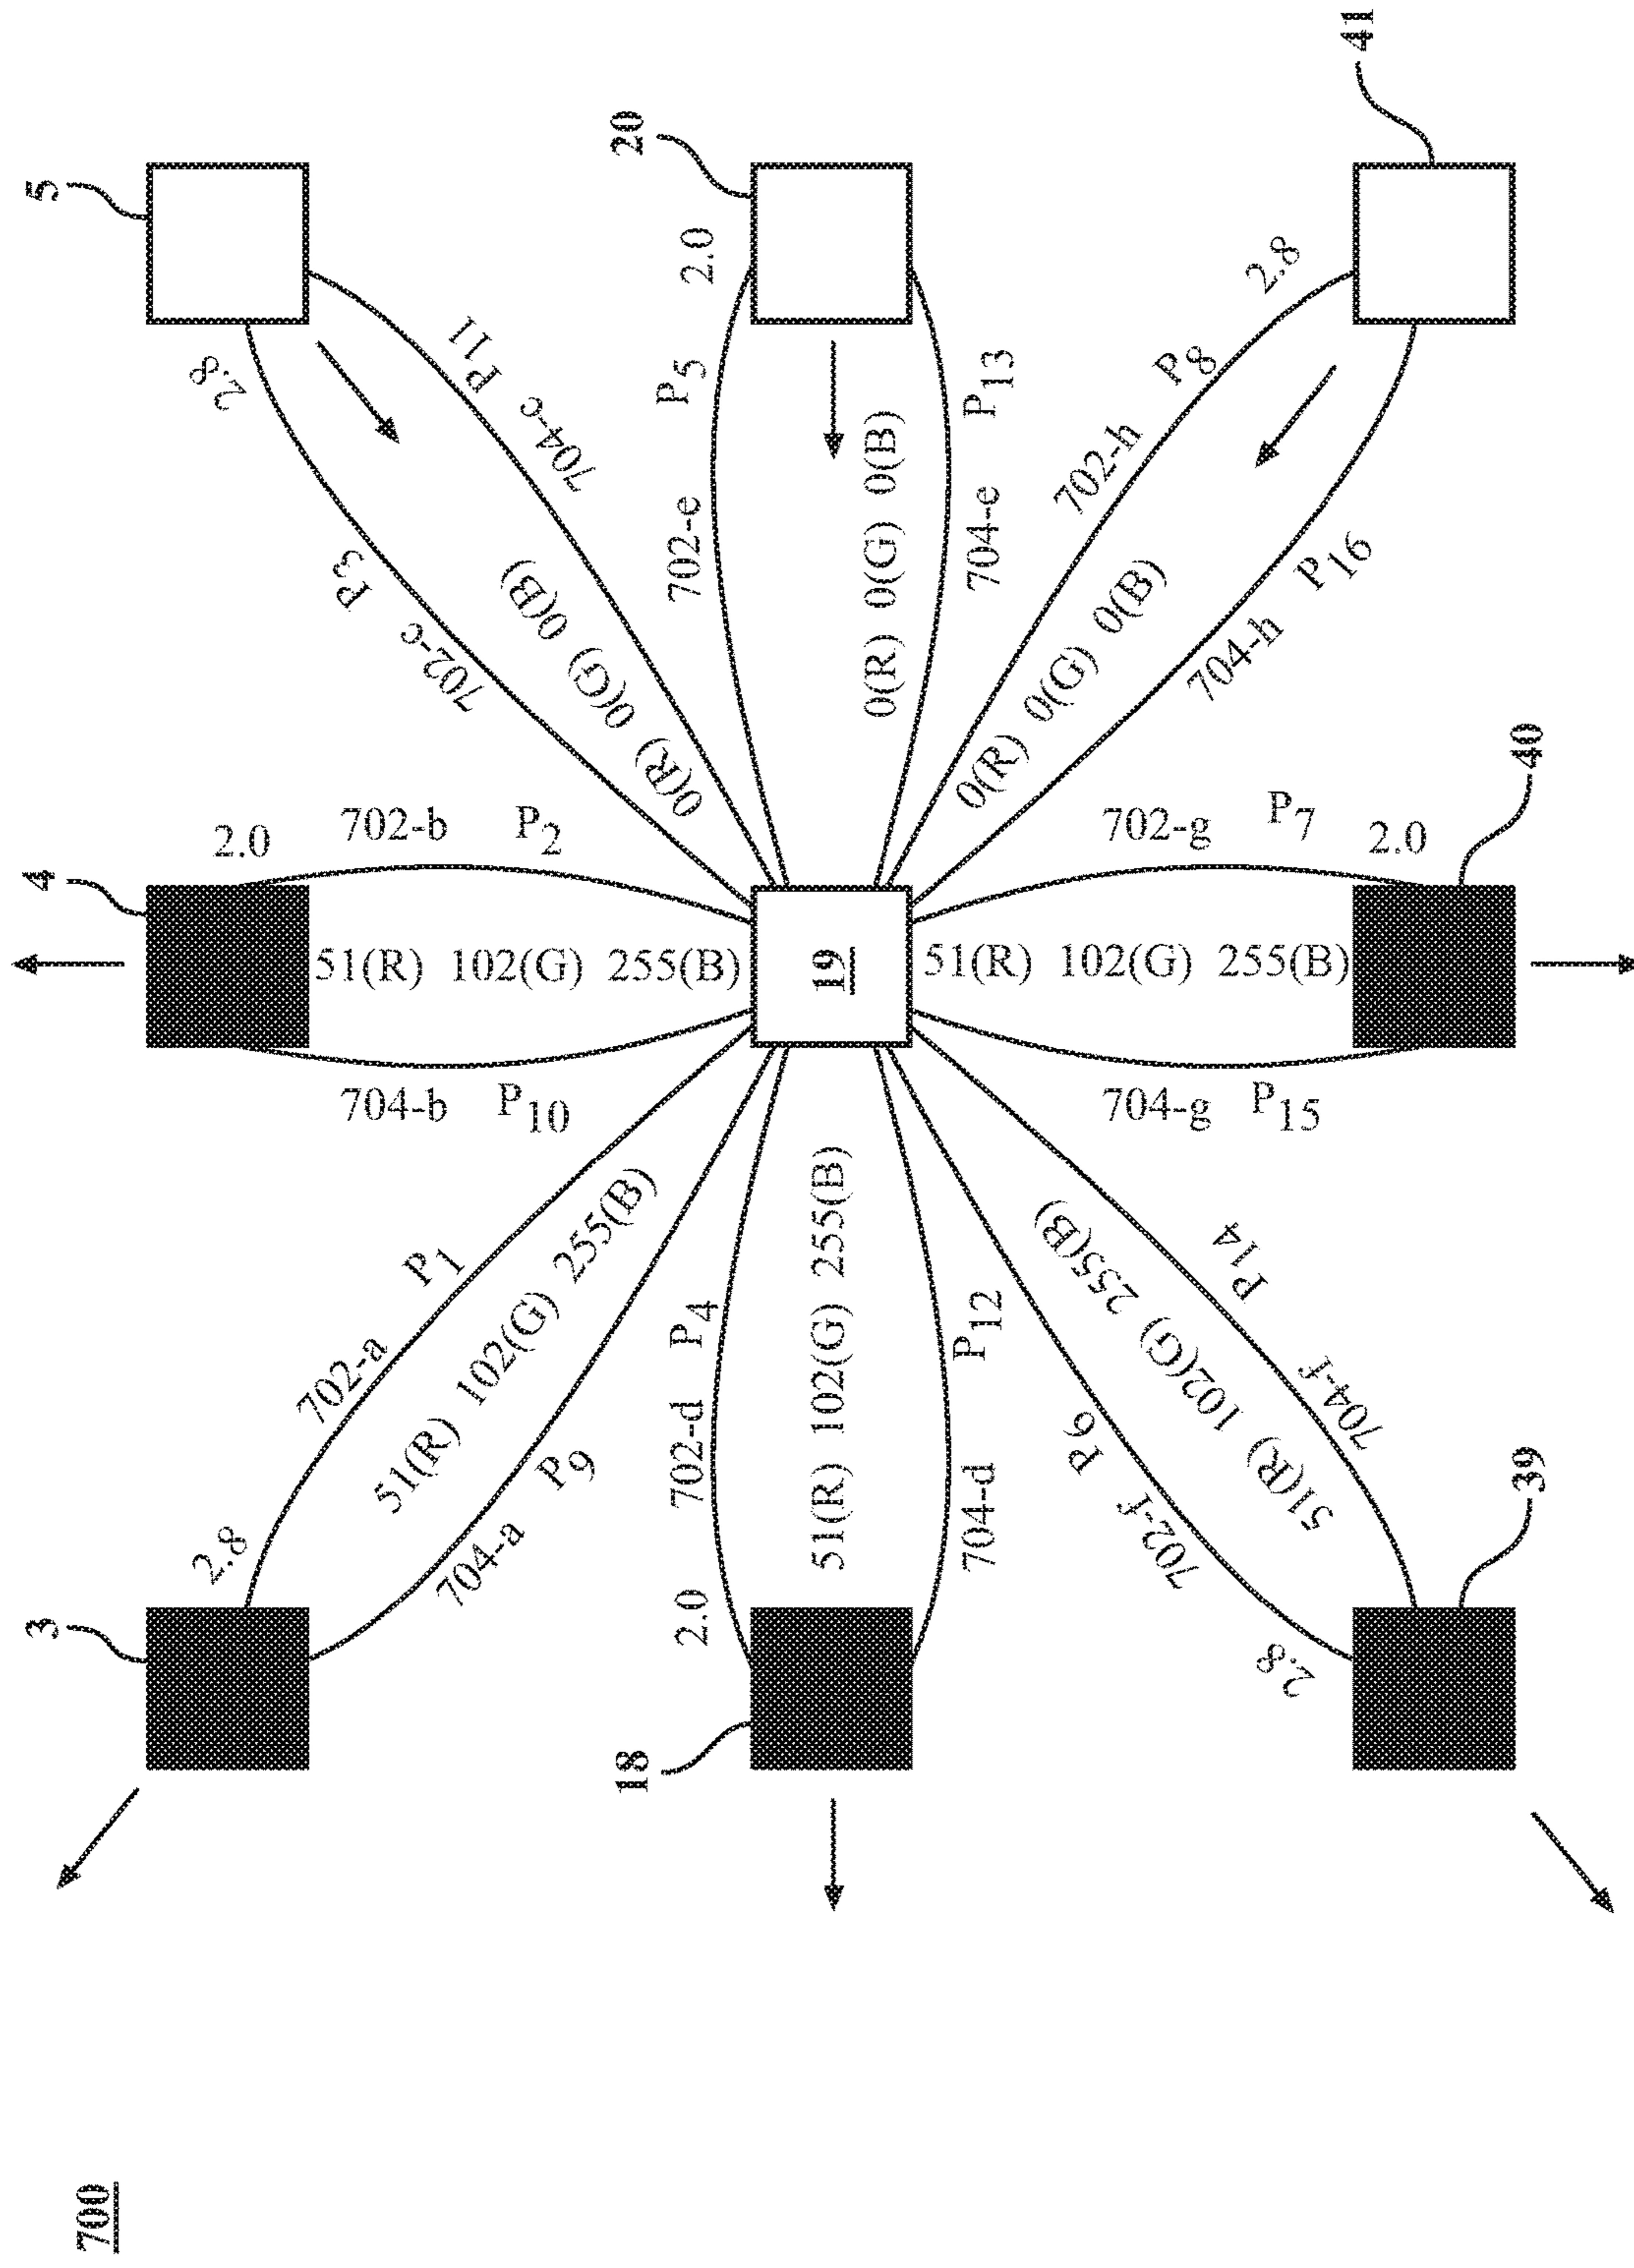 5
41
20
2.8
P11
704-c
P3
702-c
0(R) 0(G) 0(B)
2.0
P5
702-e
P13
704-e
0(R) 0(G) 0(B)
2.8
P8
702-h
0(R) 0(G) 0(B)
P16
704-h
4
2.0
702-b P2
51(R) 102(G) 255(B)
704-b P10
19
40
702-g P7
2.0
51(R) 102(G) 255(B)
704-g P15
3
2.8
702-a P1
51(R) 102(G) 255(B)
704-a P9
18
2.0
702-d P4
51(R) 102(G) 255(B)
704-d P12
39
2.8
702-f P6
51(R) 102(G) 255(B)
704-f P14
700